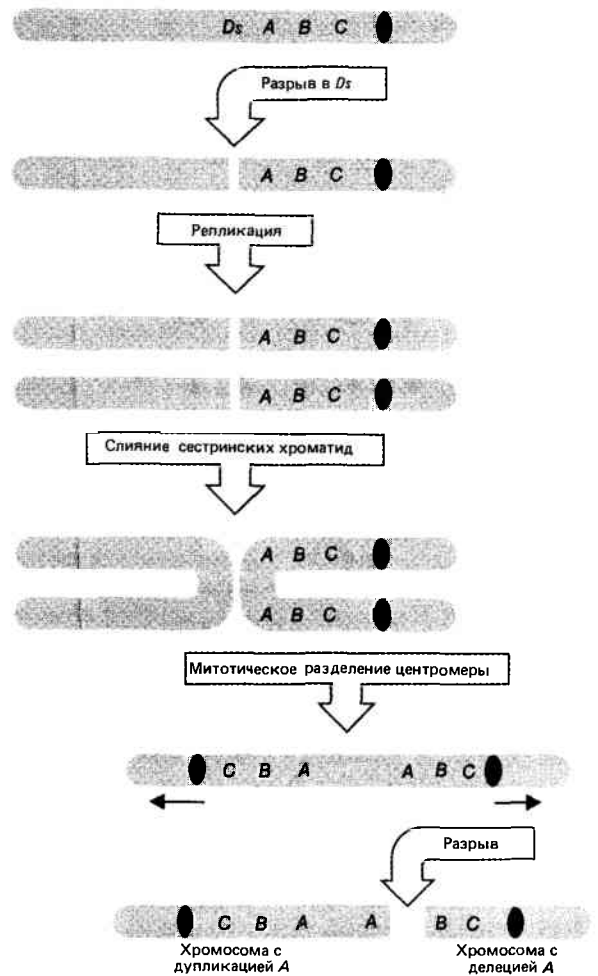 Ds A B C
Разрыв в Ds
A B C
Репликация
A B C
A B C
Слияние сестринских хроматид
A B C
A B C
Митотическое разделение центромеры
C B A A B C
Разрыв
C B A A B C
Хромосома с дупликацией A
Хромосома с делецией A